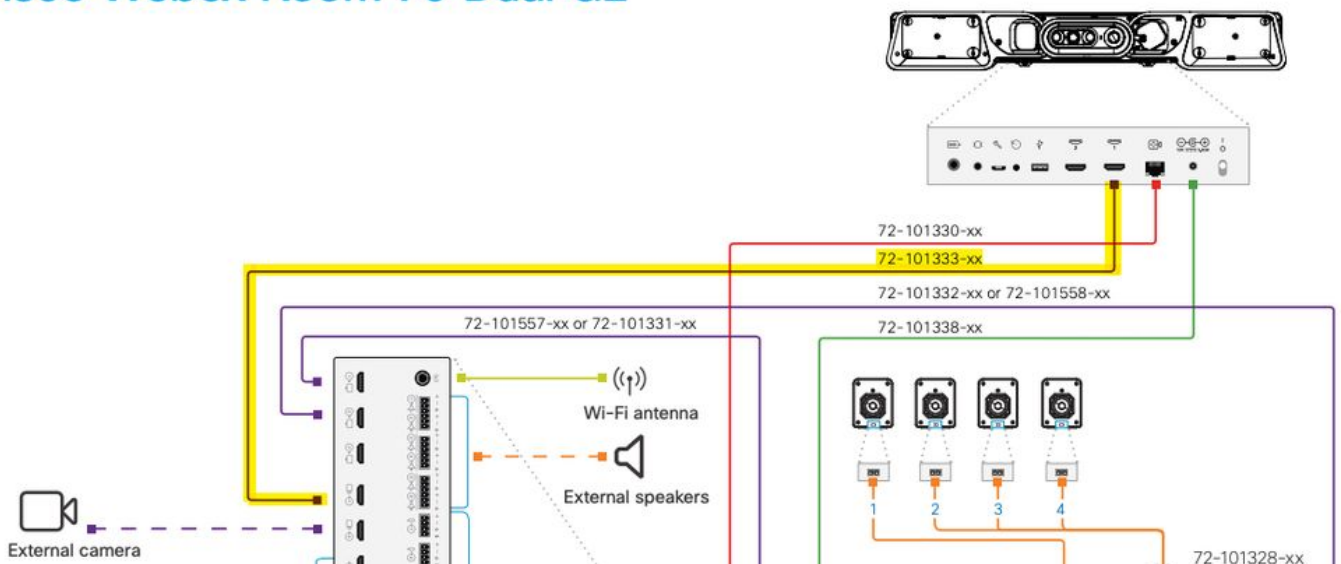 72-101330-xx
72-101333-xx
72-101332-xx or 72-101558-xx
72-101557-xx or 72-101331-xx
72-101338-xx
Wi-Fi antenna
External speakers
1 2 3 4
External camera
72-101328-xx